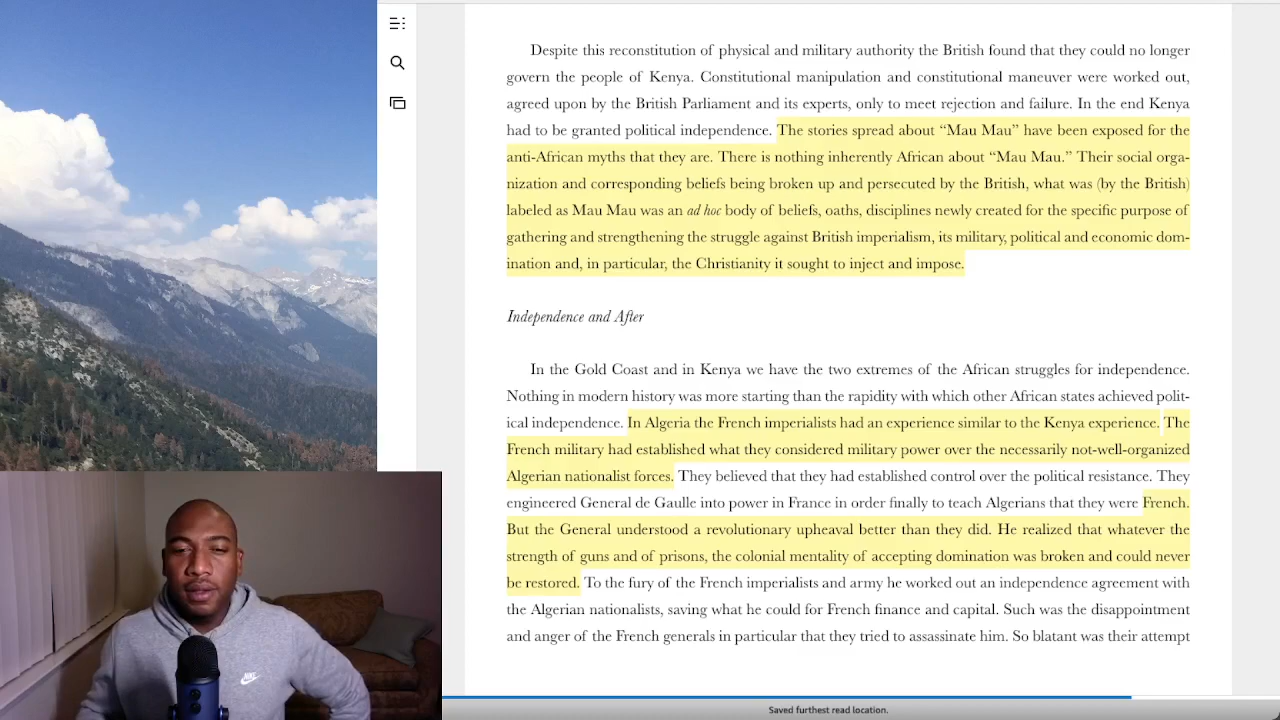 Despite this reconstitution of physical and military authority the British found that they could no longer
govern the people of Kenya. Constitutional manipulation and constitutional maneuver were worked out,
agreed upon by the British Parliament and its experts, only to meet rejection and failure. In the end Kenya
had to be granted political independence. The stories spread about “Mau Mau” have been exposed for the
anti-African myths that they are. There is nothing inherently African about “Mau Mau.” Their social orga-
nization and corresponding beliefs being broken up and persecuted by the British, what was (by the British)
labeled as Mau Mau was an ad hoc body of beliefs, oaths, disciplines newly created for the specific purpose of
gathering and strengthening the struggle against British imperialism, its military, political and economic dom-
ination and, in particular, the Christianity it sought to inject and impose.
Independence and After
In the Gold Coast and in Kenya we have the two extremes of the African struggles for independence.
Nothing in modern history was more starting than the rapidity with which other African states achieved polit-
ical independence. In Algeria the French imperialists had an experience similar to the Kenya experience. The
French military had established what they considered military power over the necessarily not-well-organized
Algerian nationalist forces. They believed that they had established control over the political resistance. They
engineered General de Gaulle into power in France in order finally to teach Algerians that they were French.
But the General understood a revolutionary upheaval better than they did. He realized that whatever the
strength of guns and of prisons, the colonial mentality of accepting domination was broken and could never
be restored. To the fury of the French imperialists and army he worked out an independence agreement with
the Algerian nationalists, saving what he could for French finance and capital. Such was the disappointment
and anger of the French generals in particular that they tried to assassinate him. So blatant was their attempt
NIKE
Saved furthest read location.